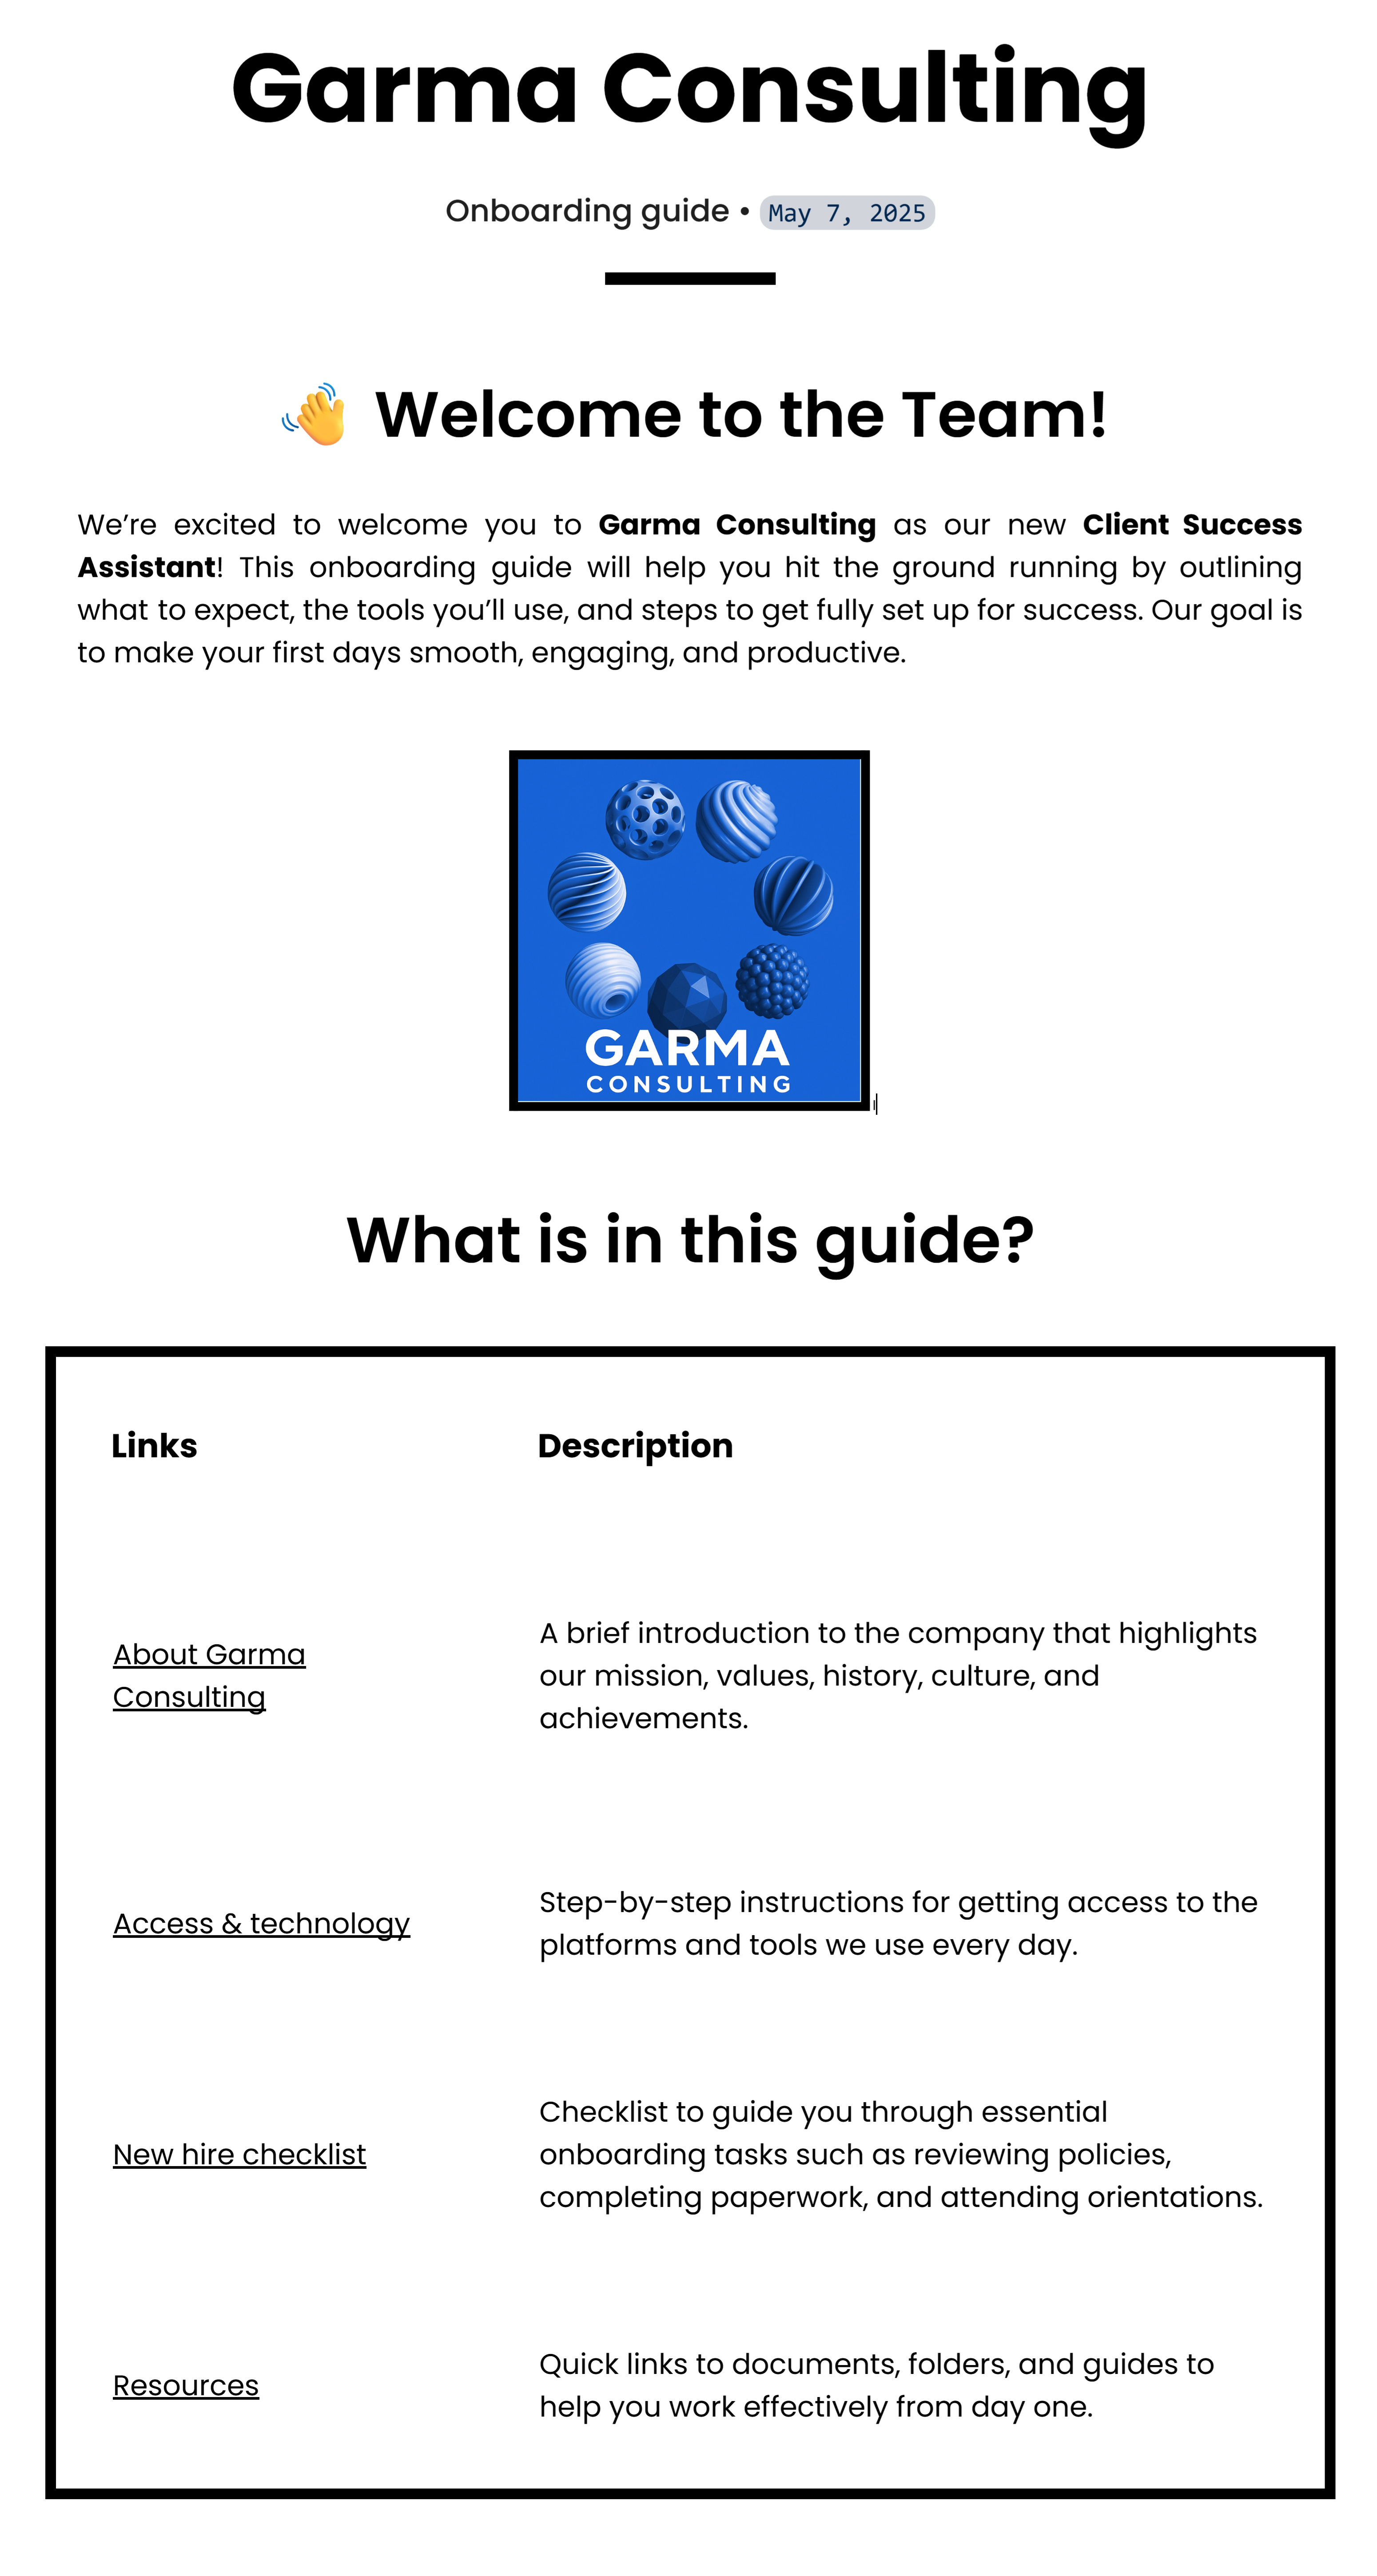 Garma Consulting
Onboarding guide • May 7, 2025
👋 Welcome to the Team!
We’re excited to welcome you to Garma Consulting as our new Client Success
Assistant! This onboarding guide will help you hit the ground running by outlining
what to expect, the tools you’ll use, and steps to get fully set up for success. Our goal is
to make your first days smooth, engaging, and productive.
GARMA
CONSULTING
What is in this guide?
Links
Description
About Garma
Consulting
A brief introduction to the company that highlights
our mission, values, history, culture, and
achievements.
Access & technology
Step-by-step instructions for getting access to the
platforms and tools we use every day.
New hire checklist
Checklist to guide you through essential
onboarding tasks such as reviewing policies,
completing paperwork, and attending orientations.
Resources
Quick links to documents, folders, and guides to
help you work effectively from day one.